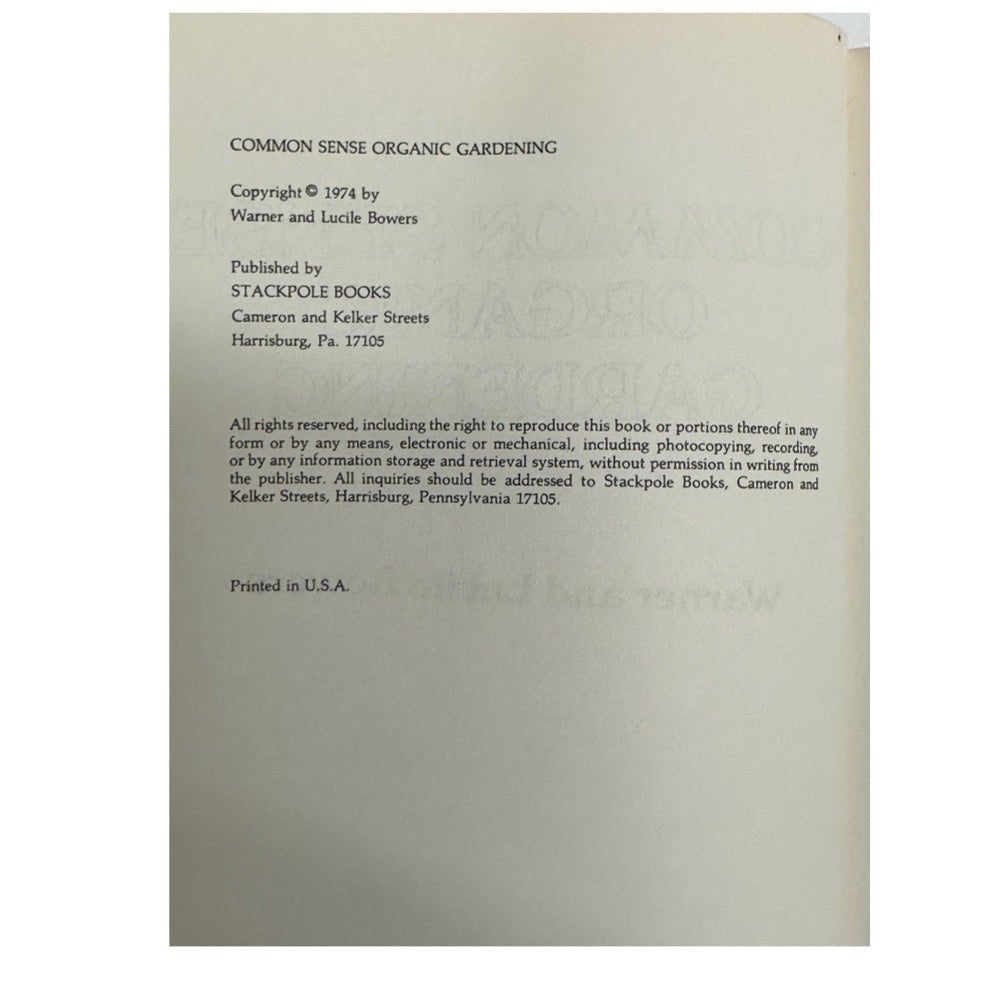 COMMON SENSE ORGANIC GARDENING
Copyright © 1974 by
Warner and Lucile Bowers
Published by
STACKPOLE BOOKS
Cameron and Kelker Streets
Harrisburg, Pa. 17105
All rights reserved, including the right to reproduce this book or portions thereof in any
form or by any means, electronic or mechanical, including photocopying, recording,
or by any information storage and retrieval system, without permission in writing from
the publisher. All inquiries should be addressed to Stackpole Books, Cameron and
Kelker Streets, Harrisburg, Pennsylvania 17105.
Printed in U.S.A.